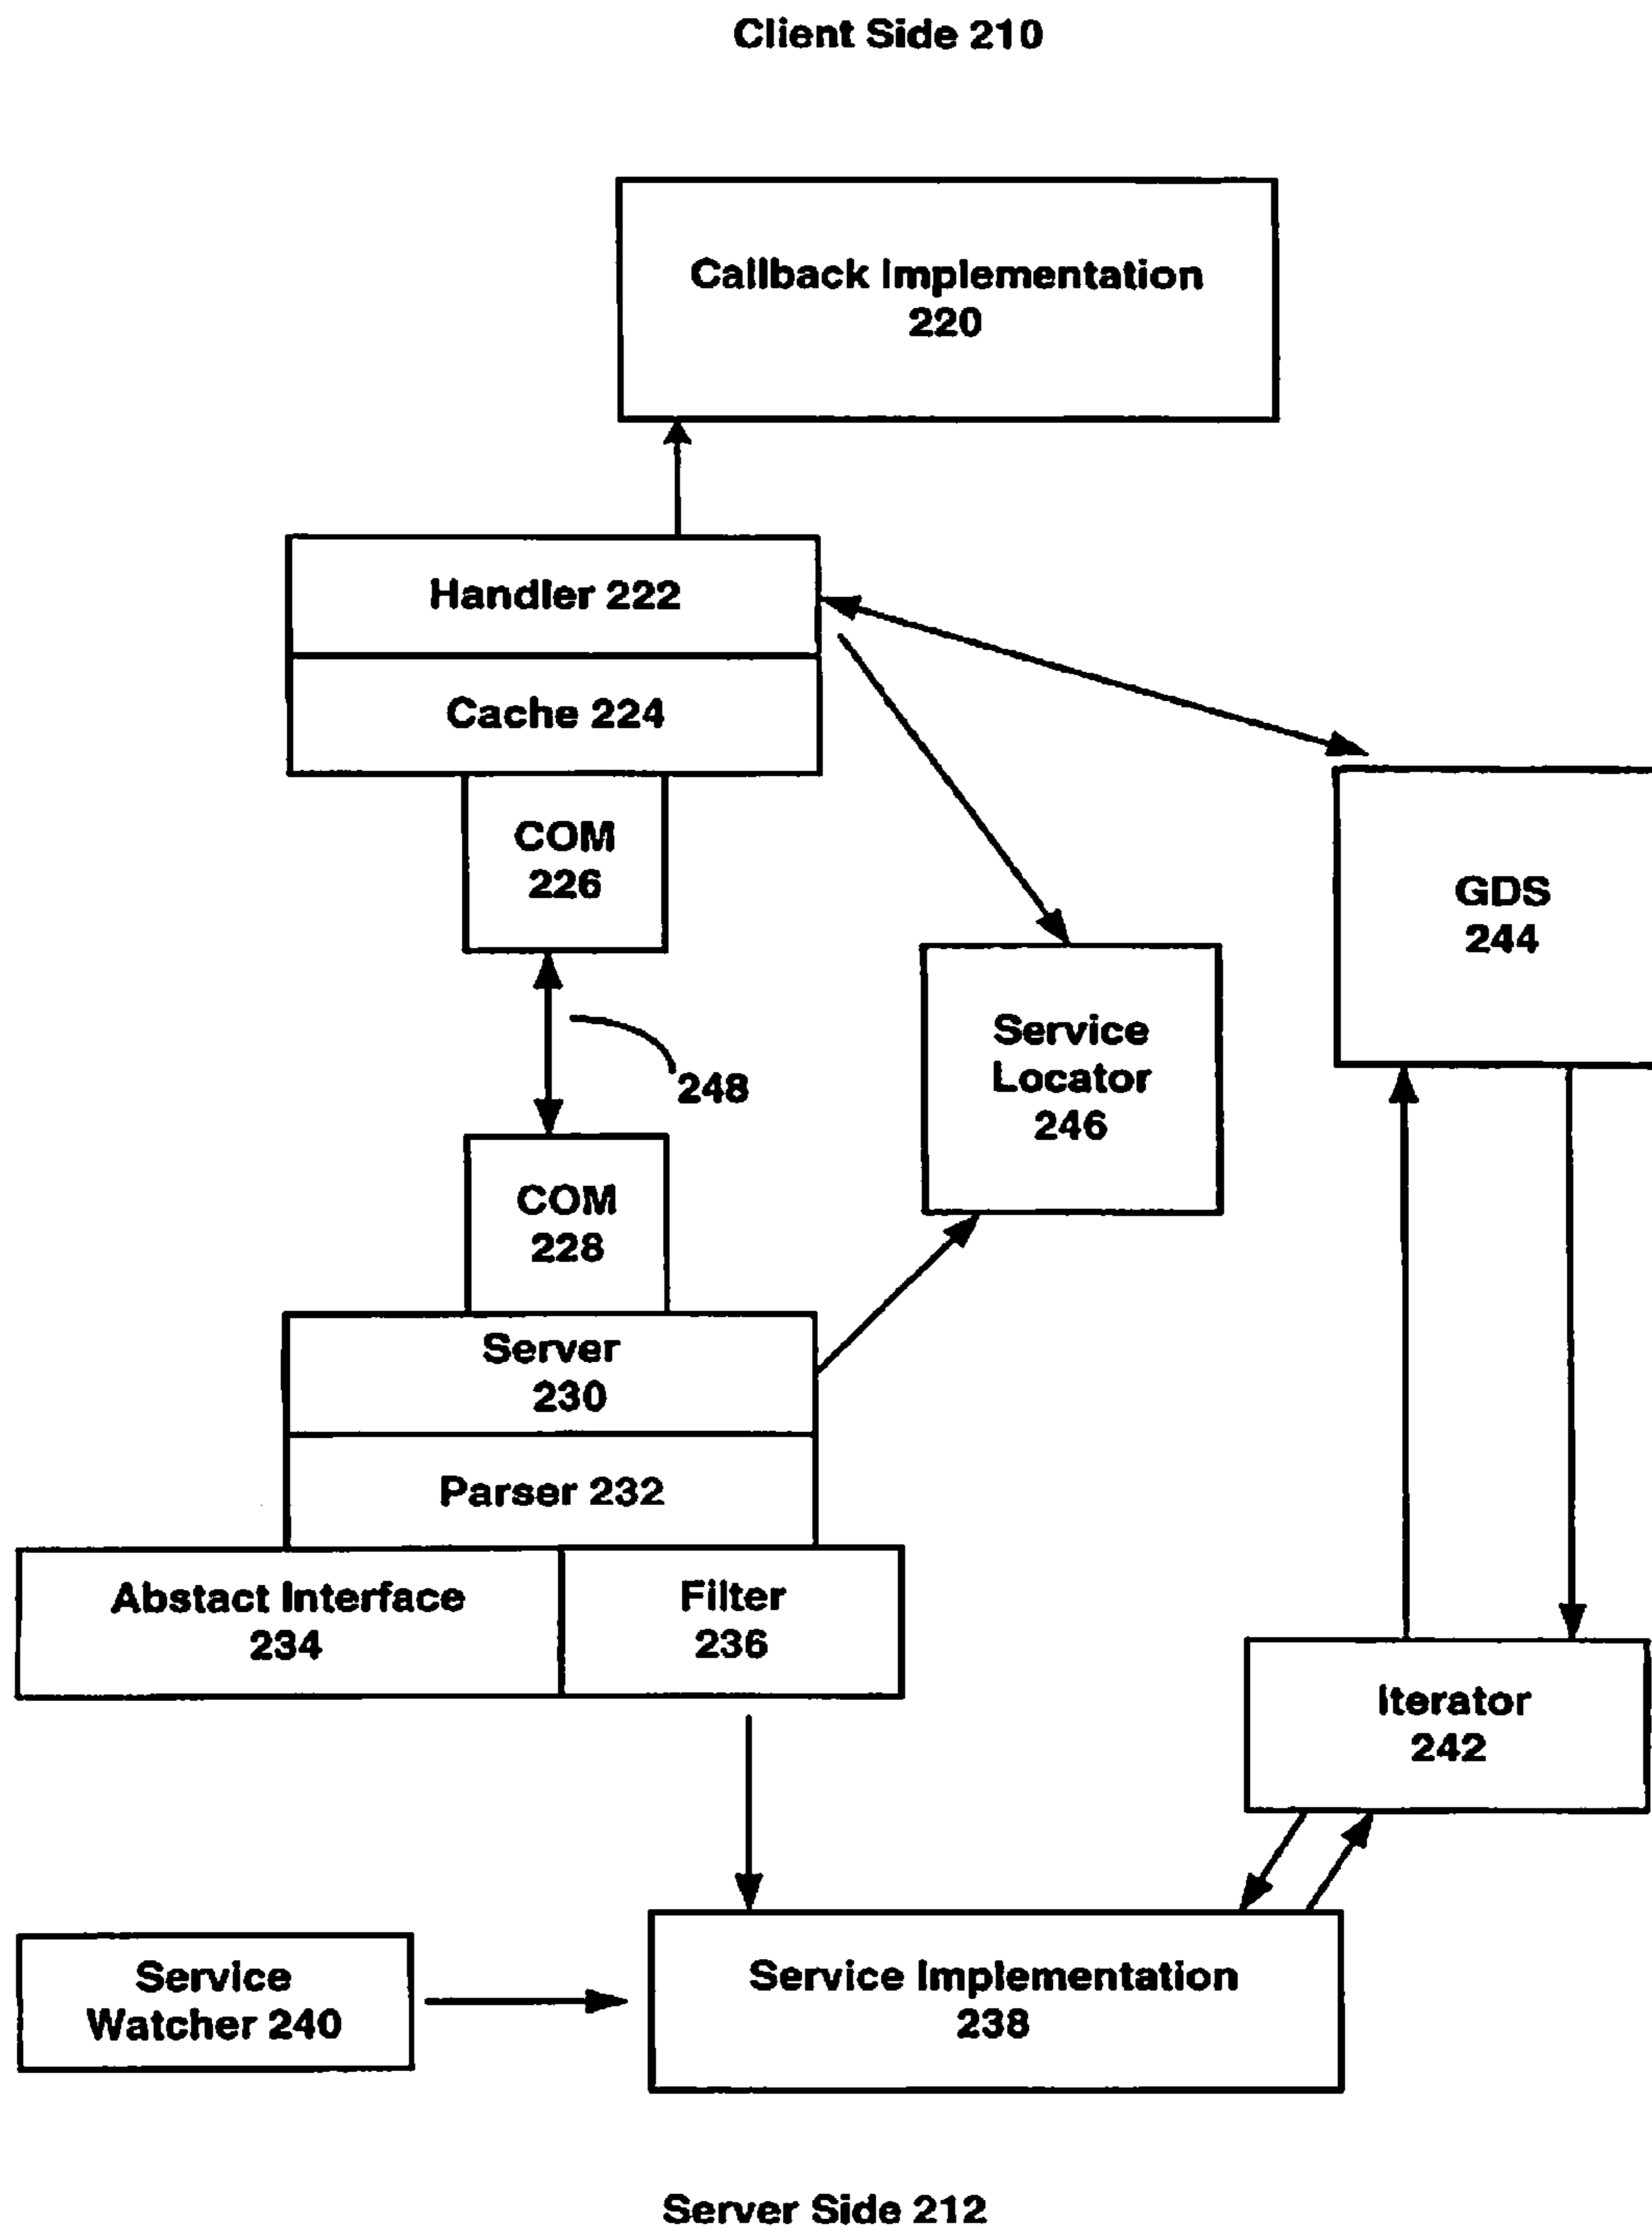 Client Side 210
Callback Implementation
220
Handler 222
Cache 224
COM
226
GDS
244
Service
Locator
246
248
COM
228
Server
230
Parser 232
Abstact Interface
234
Filter
236
Iterator
242
Service
Watcher 240
Service Implementation
238
Server Side 212